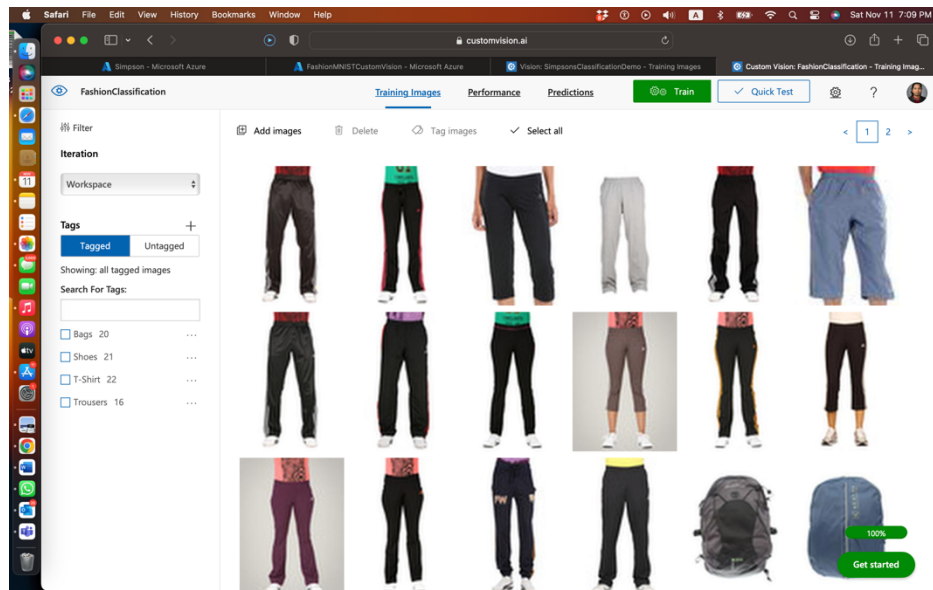 Safari File Edit View History Bookmarks Window Help Sat Nov 11 7:09 PM
customvision.ai
Simpson - Microsoft Azure FashionMNISTCustomVision - Microsoft Azure Vision: SimpsonsClassificationDemo - Training Images Custom Vision: FashionClassification - Training Imag...
FashionClassification Training Images Performance Predictions Train Quick Test ?
Filter Add images Delete Tag images Select all < 1 2 >
Iteration
Workspace
Tags +
Tagged Untagged
Showing: all tagged images
Search For Tags:
Bags 20 ...
Shoes 21 ...
T-Shirt 22 ...
Trousers 16 ...
100%
Get started